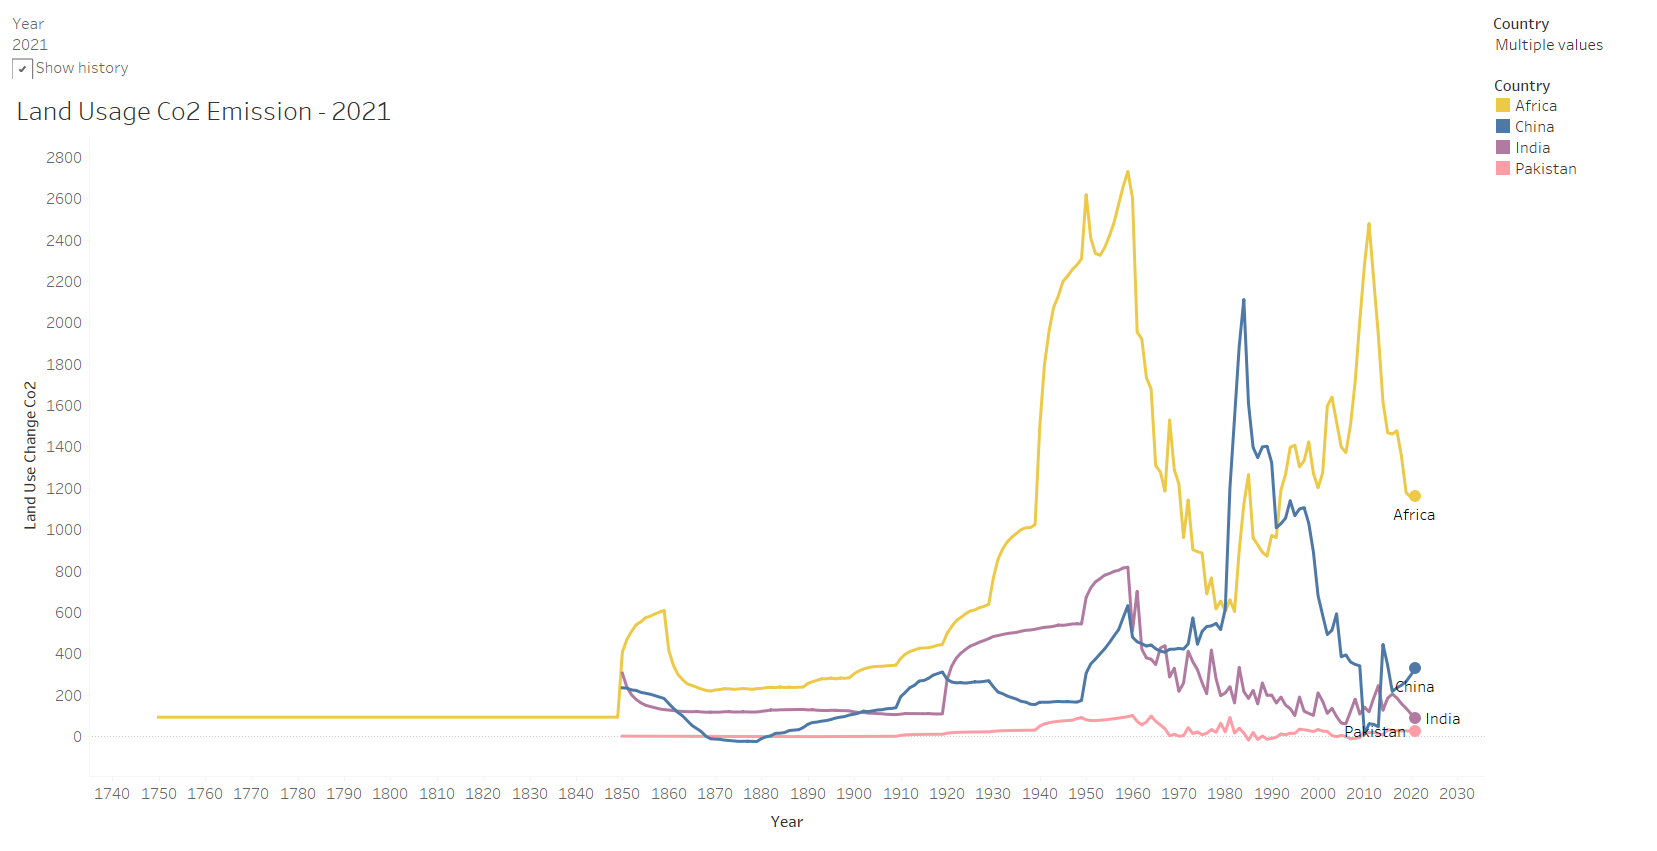 Year
2021
Show history
Country
Multiple values
Country
Africa
China
India
Pakistan
Land Usage Co2 Emission - 2021
Land Use Change Co2
2800
2600
2400
2200
2000
1800
1600
1400
1200
1000
800
600
400
200
0
Africa
China
India
Pakistan
1740 1750 1760 1770 1780 1790 1800 1810 1820 1830 1840 1850 1860 1870 1880 1890 1900 1910 1920 1930 1940 1950 1960 1970 1980 1990 2000 2010 2020 2030
Year